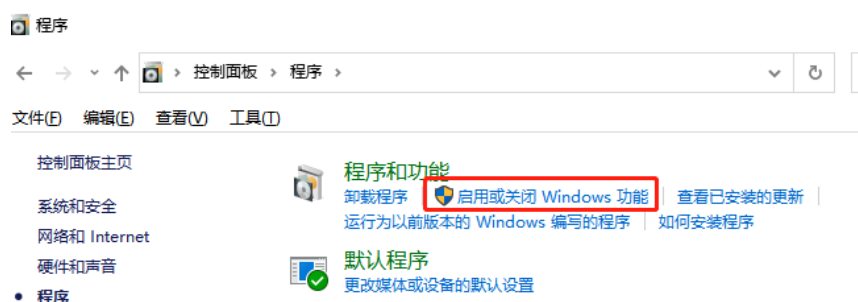 程序
控制面板 › 程序 ›
文件(F) 编辑(E) 查看(V) 工具(T)
控制面板主页
系统和安全
网络和 Internet
硬件和声音
• 程序
程序和功能
卸载程序 启用或关闭 Windows 功能 查看已安装的更新
运行为以前版本的 Windows 编写的程序 如何安装程序
默认程序
更改媒体或设备的默认设置